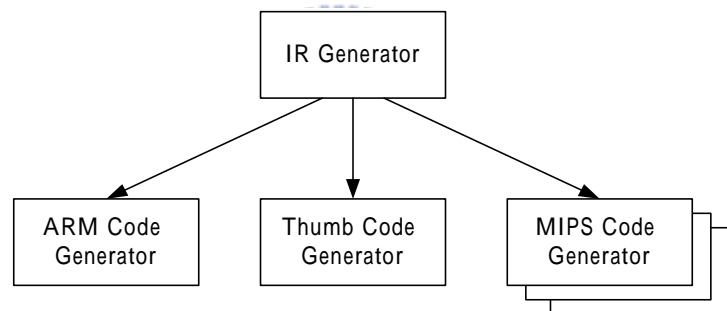 IR Generator
ARM Code
Generator
Thumb Code
Generator
MIPS Code
Generator